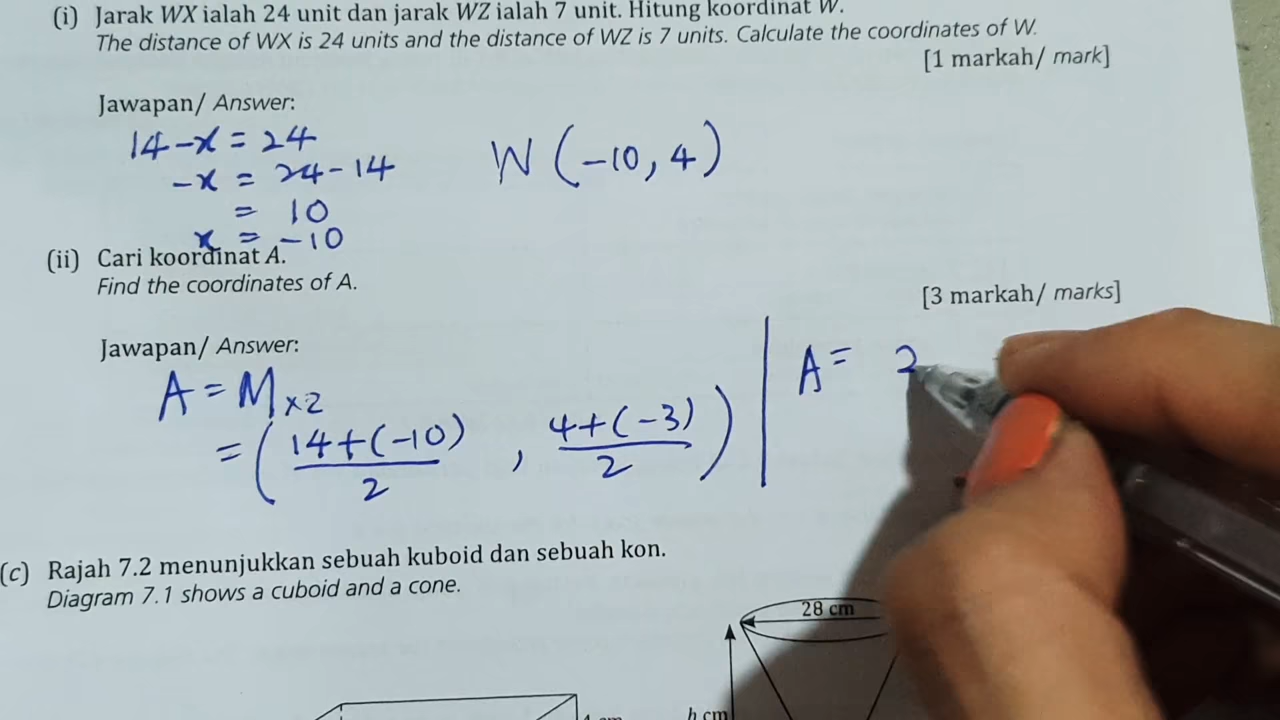 (i) Jarak WX ialah 24 unit dan jarak WZ ialah 7 unit. Hitung koordinat W.
The distance of WX is 24 units and the distance of WZ is 7 units. Calculate the coordinates of W.
[1 markah/ mark]
Jawapan/ Answer:
14 - x = 24
- x = 24 - 14
= 10
x = -10
W (-10, 4)
(ii) Cari koordinat A.
Find the coordinates of A.
[3 markah/ marks]
Jawapan/ Answer:
A = M x2
= ( 14+(-10) / 2 , 4+(-3) / 2 )
A = 2
(c) Rajah 7.2 menunjukkan sebuah kuboid dan sebuah kon.
Diagram 7.1 shows a cuboid and a cone.
28 cm
h cm